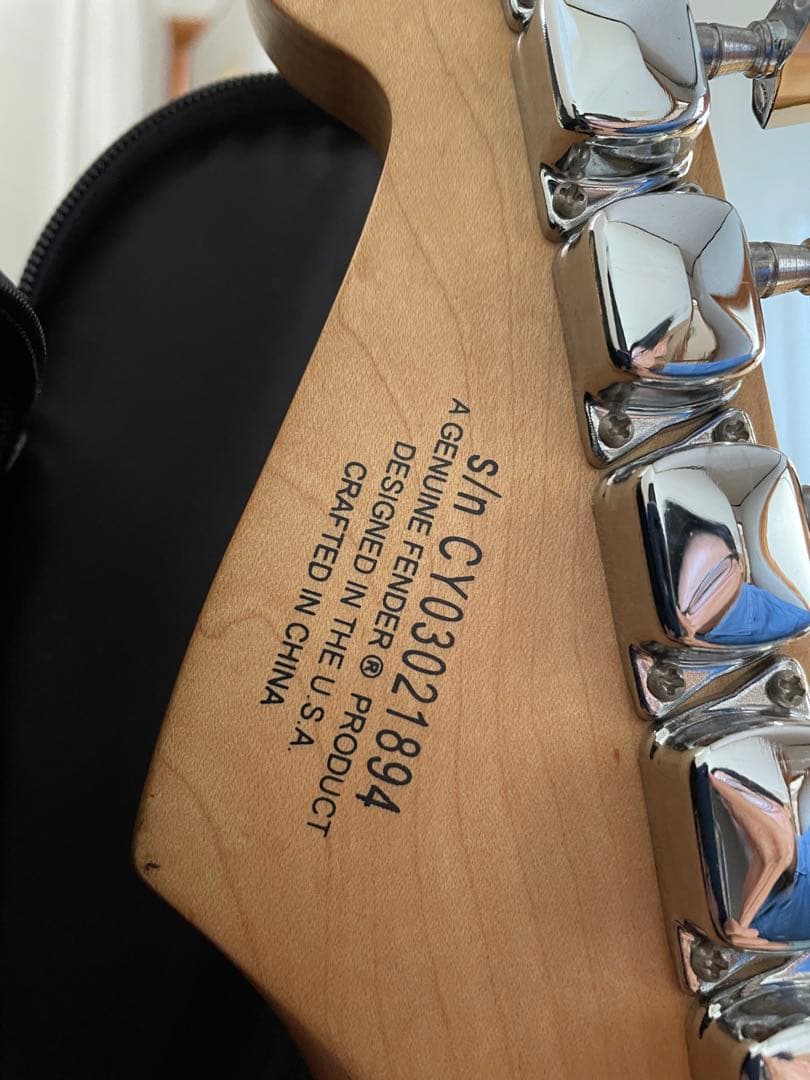 s/n CY03021894
A GENUINE FENDER® PRODUCT
DESIGNED IN THE U.S.A.
CRAFTED IN CHINA